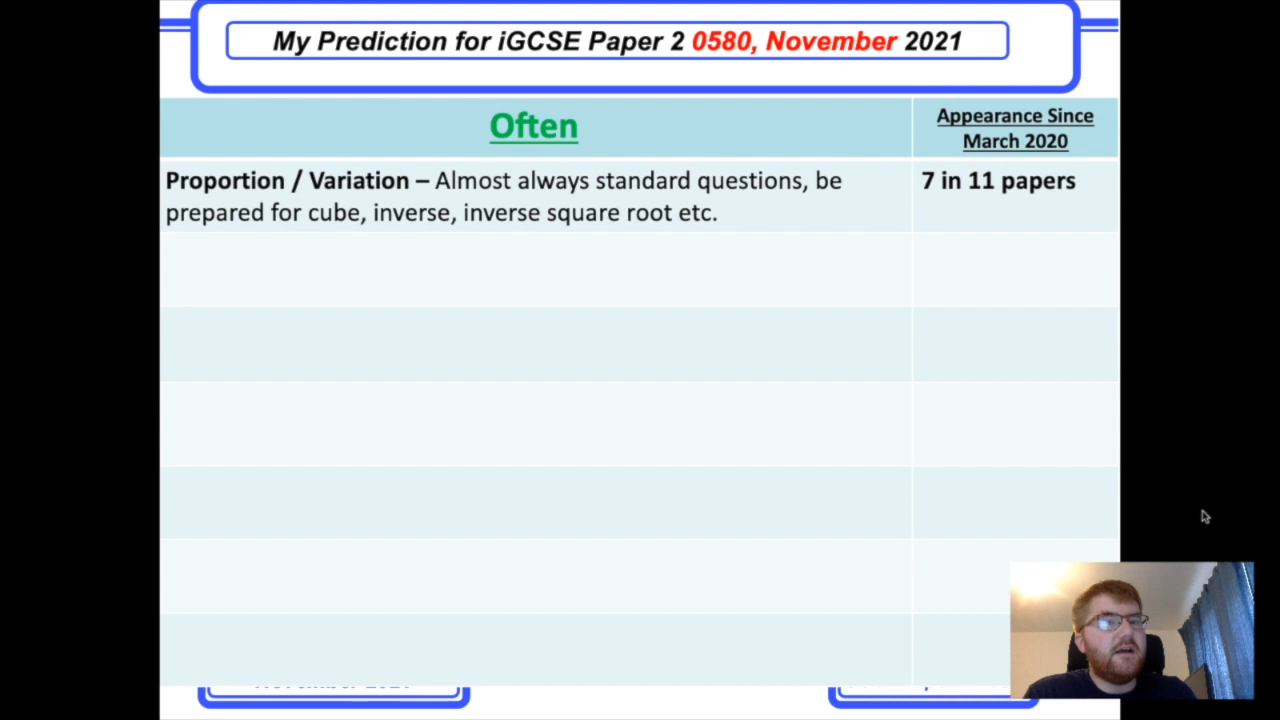 My Prediction for iGCSE Paper 2 0580, November 2021
Often
Appearance Since
March 2020
Proportion / Variation – Almost always standard questions, be
prepared for cube, inverse, inverse square root etc.
7 in 11 papers